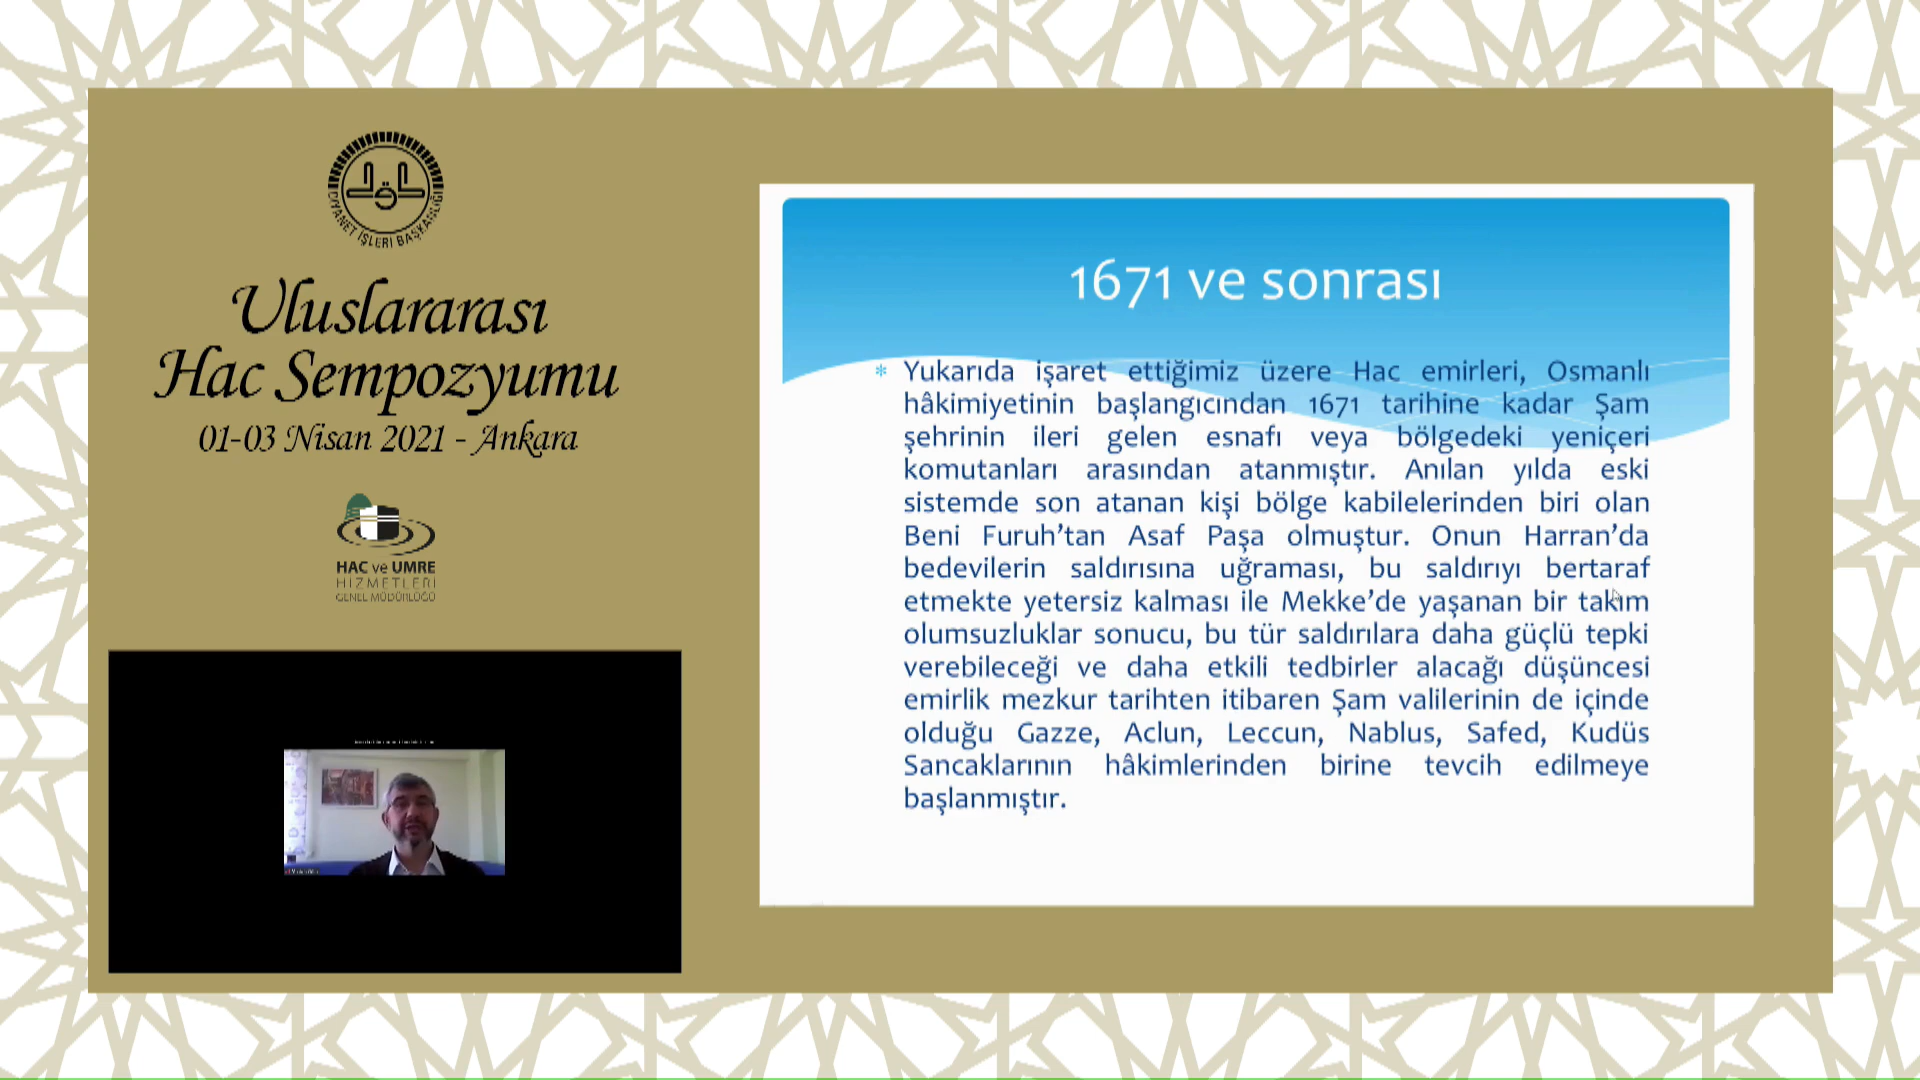 DİYANET İŞLERİ BAŞKANLIĞI
Uluslararası
Hac Sempozyumu
01-03 Nisan 2021 - Ankara
HAC ve UMRE
HİZMETLERİ
GENEL MÜDÜRLÜĞÜ
1671 ve sonrası
* Yukarıda işaret ettiğimiz üzere Hac emirleri, Osmanlı
hâkimiyetinin başlangıcından 1671 tarihine kadar Şam
şehrinin ileri gelen esnafı veya bölgedeki yeniçeri
komutanları arasından atanmıştır. Anılan yılda eski
sistemde son atanan kişi bölge kabilelerinden biri olan
Beni Furuh’tan Asaf Paşa olmuştur. Onun Harran’da
bedevilerin saldırısına uğraması, bu saldırıyı bertaraf
etmekte yetersiz kalması ile Mekke’de yaşanan bir takım
olumsuzluklar sonucu, bu tür saldırılara daha güçlü tepki
verebileceği ve daha etkili tedbirler alacağı düşüncesi
emirlik mezkur tarihten itibaren Şam valilerinin de içinde
olduğu Gazze, Aclun, Leccun, Nablus, Safed, Kudüs
Sancaklarının hâkimlerinden birine tevcih edilmeye
başlanmıştır.